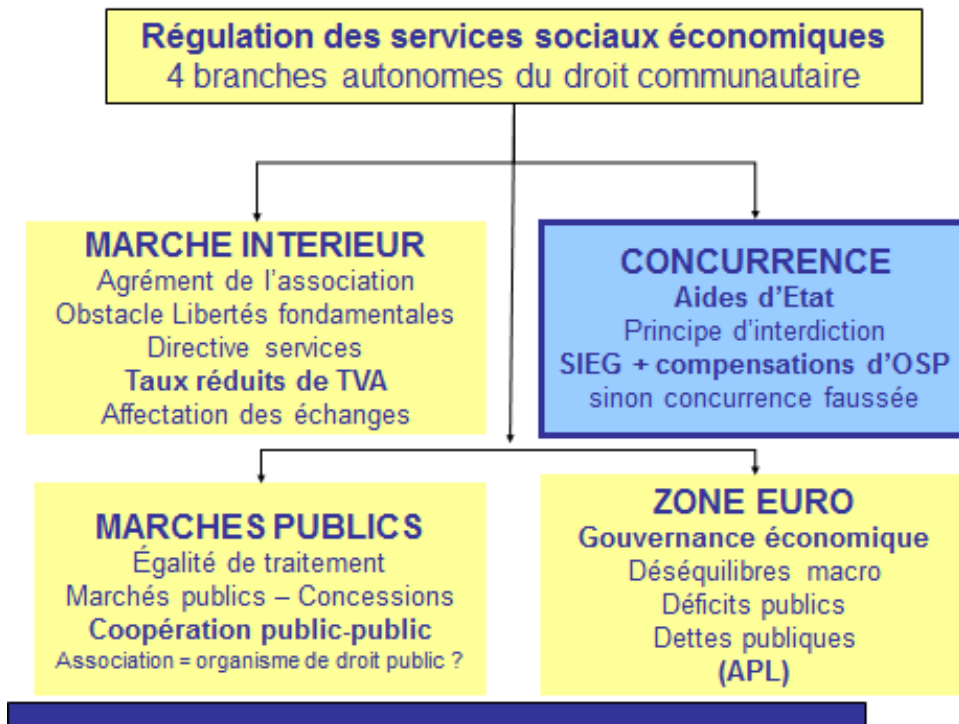 Régulation des services sociaux économiques
4 branches autonomes du droit communautaire
MARCHE INTERIEUR
Agrément de l'association
Obstacle Libertés fondamentales
Directive services
Taux réduits de TVA
Affectation des échanges
CONCURRENCE
Aides d'Etat
Principe d'interdiction
SIEG + compensations d'OSP
sinon concurrence faussée
MARCHES PUBLICS
Égalité de traitement
Marchés publics – Concessions
Coopération public-public
Association = organisme de droit public ?
ZONE EURO
Gouvernance économique
Déséquilibres macro
Déficits publics
Dettes publiques
(APL)